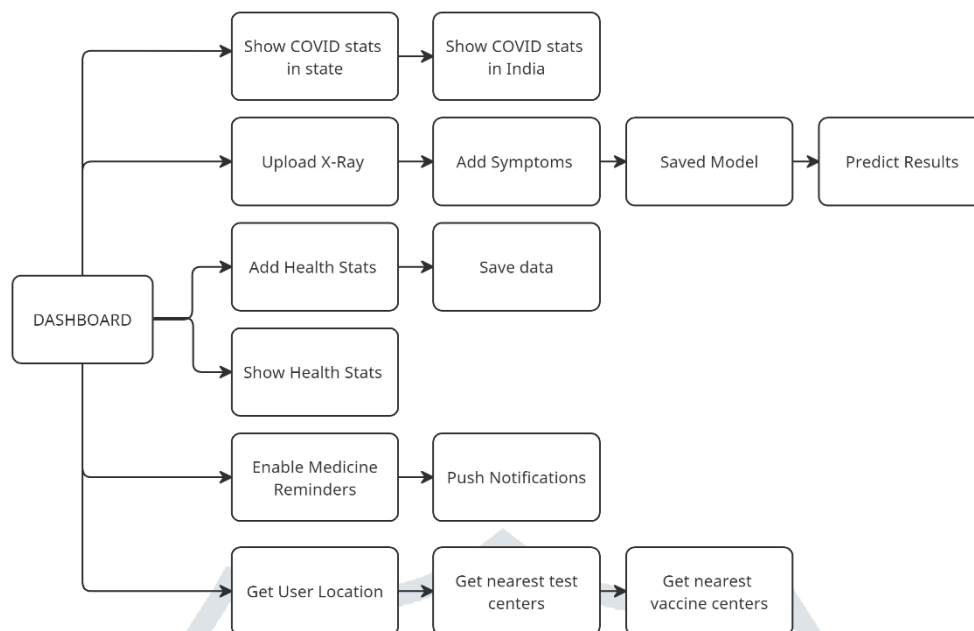 Show COVID stats
in state
Show COVID stats
in India
Upload X-Ray
Add Symptoms
Saved Model
Predict Results
Add Health Stats
Save data
DASHBOARD
Show Health Stats
Enable Medicine
Reminders
Push Notifications
Get User Location
Get nearest test
centers
Get nearest
vaccine centers